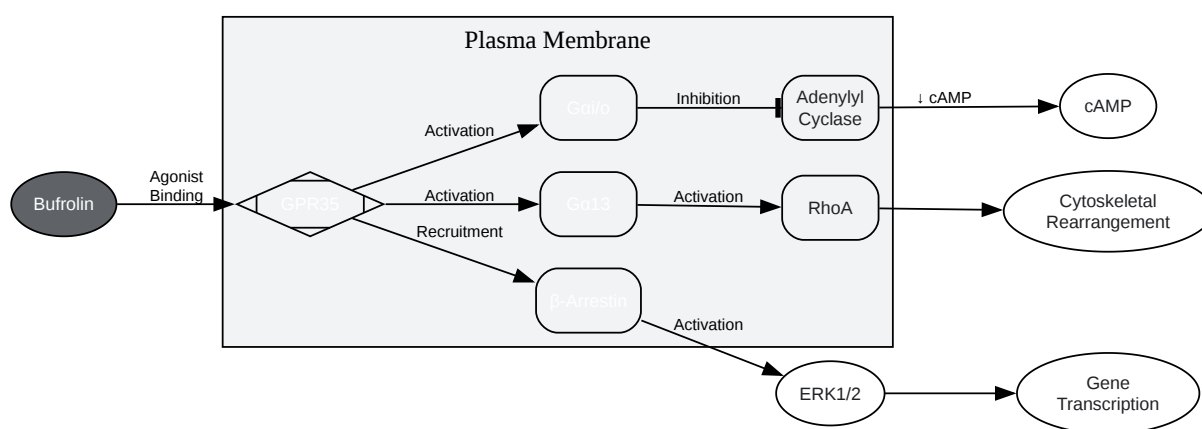 Plasma Membrane
Bufrolin
Agonist
Binding
GPR35
Activation
Gαi/o
Inhibition
Adenylyl
Cyclase
↓ cAMP
cAMP
Activation
Gα13
Activation
RhoA
Cytoskeletal
Rearrangement
Recruitment
β-Arrestin
Activation
ERK1/2
Gene
Transcription